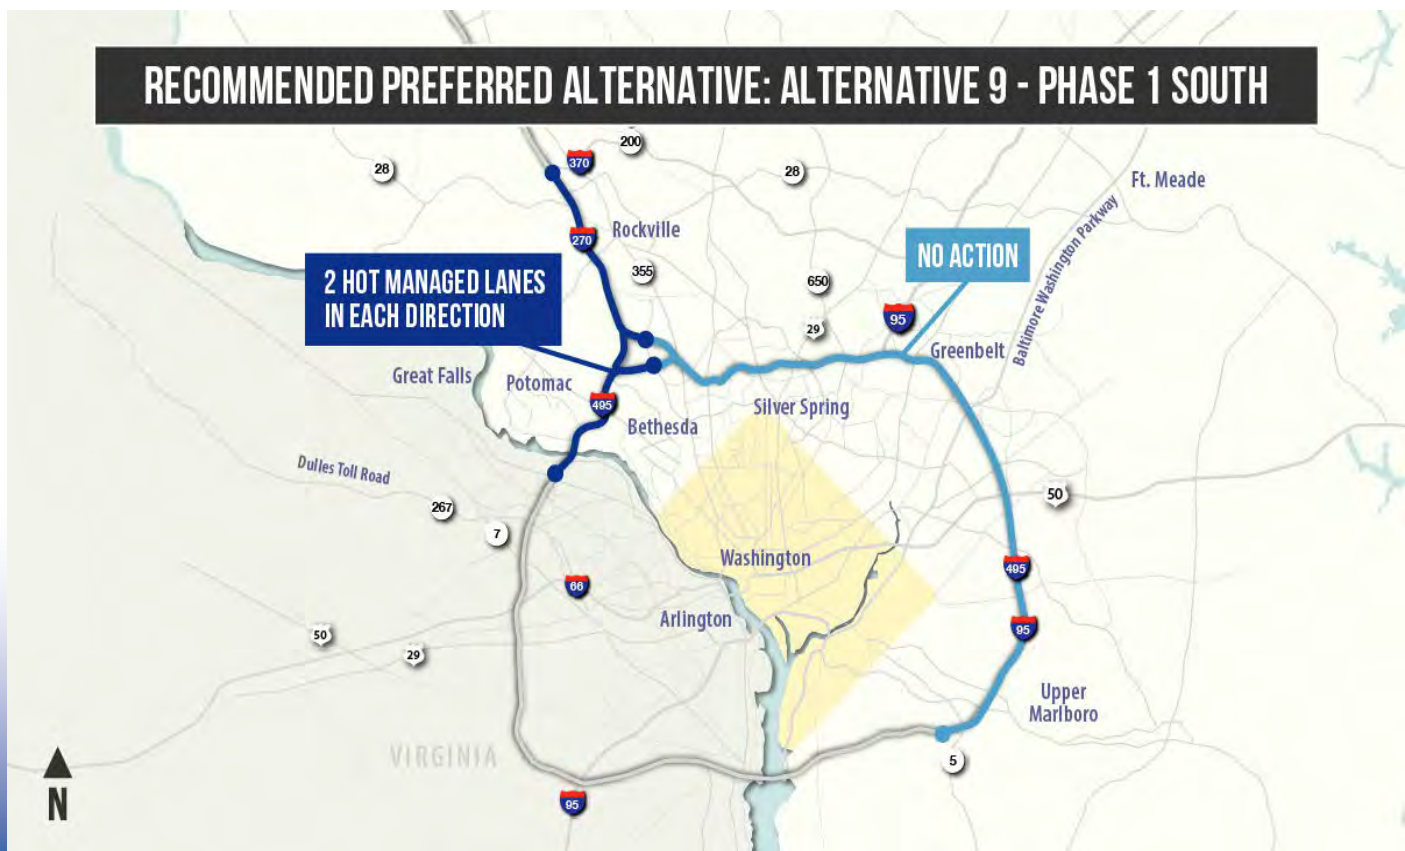 RECOMMENDED PREFERRED ALTERNATIVE: ALTERNATIVE 9 - PHASE 1 SOUTH
200
370
28
28
Ft. Meade
Rockville
270
Baltimore Washington Parkway
NO ACTION
355
2 HOT MANAGED LANES
IN EACH DIRECTION
650
95
29
Greenbelt
Great Falls
Potomac
495
Silver Spring
Bethesda
Dulles Toll Road
50
267
7
Washington
495
66
Arlington
95
50
29
Upper
Marlboro
VIRGINIA
5
N
95